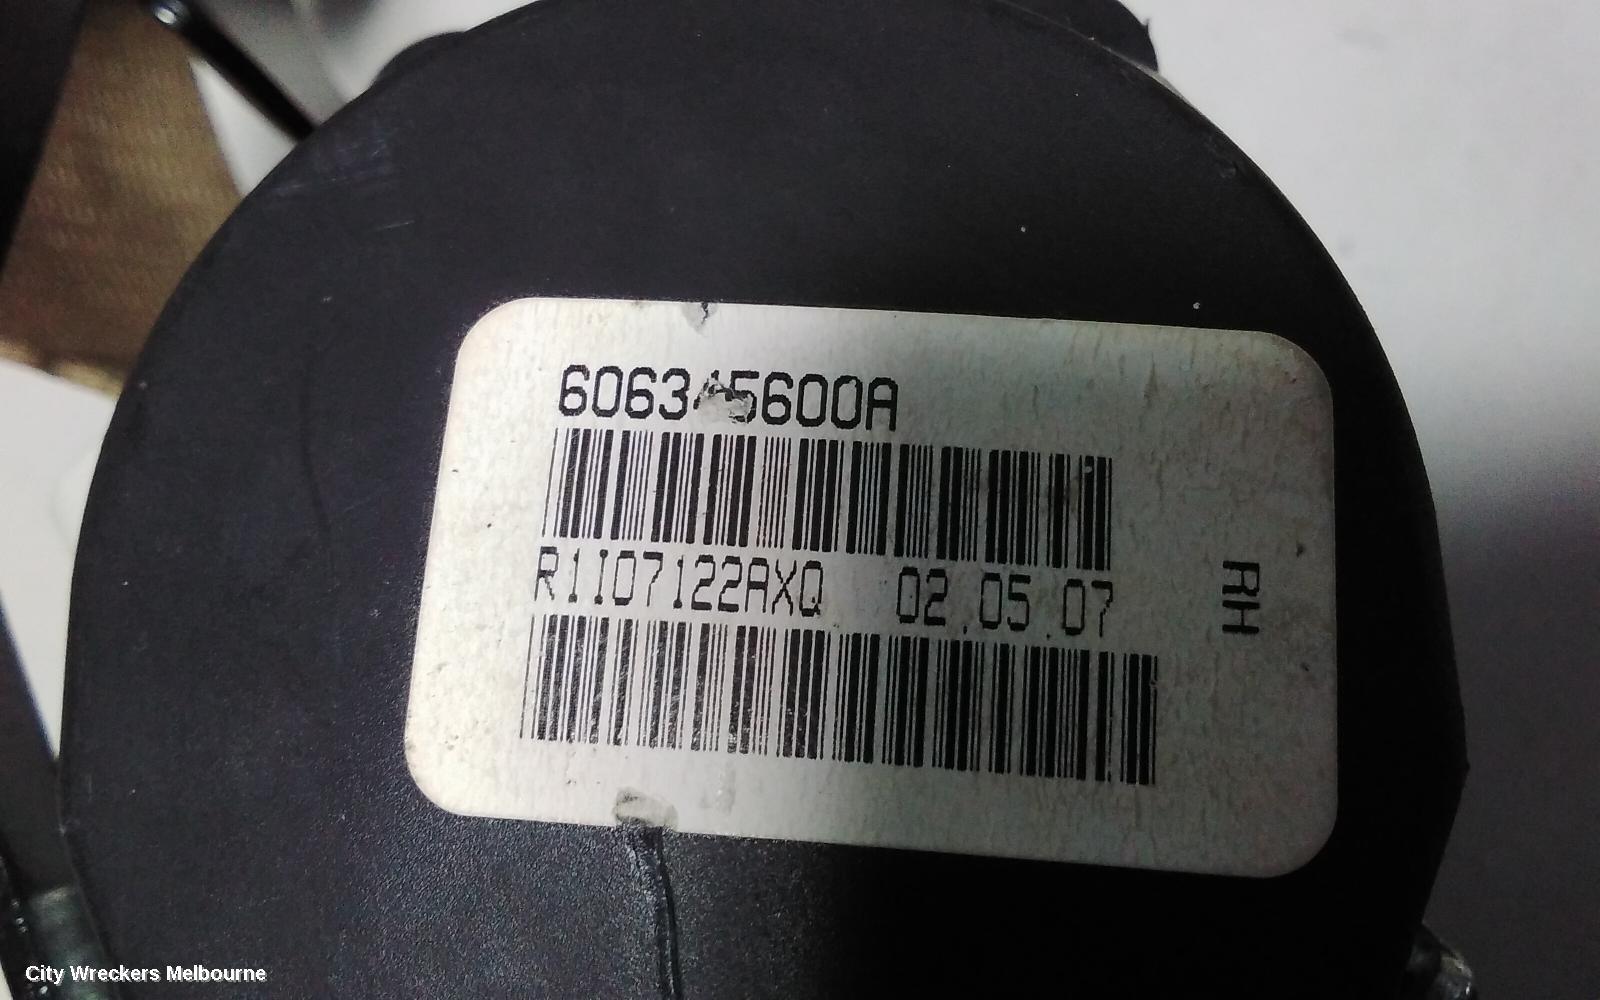 606345600A
R1I07122AXQ 02.05.07
RH
City Wreckers Melbourne